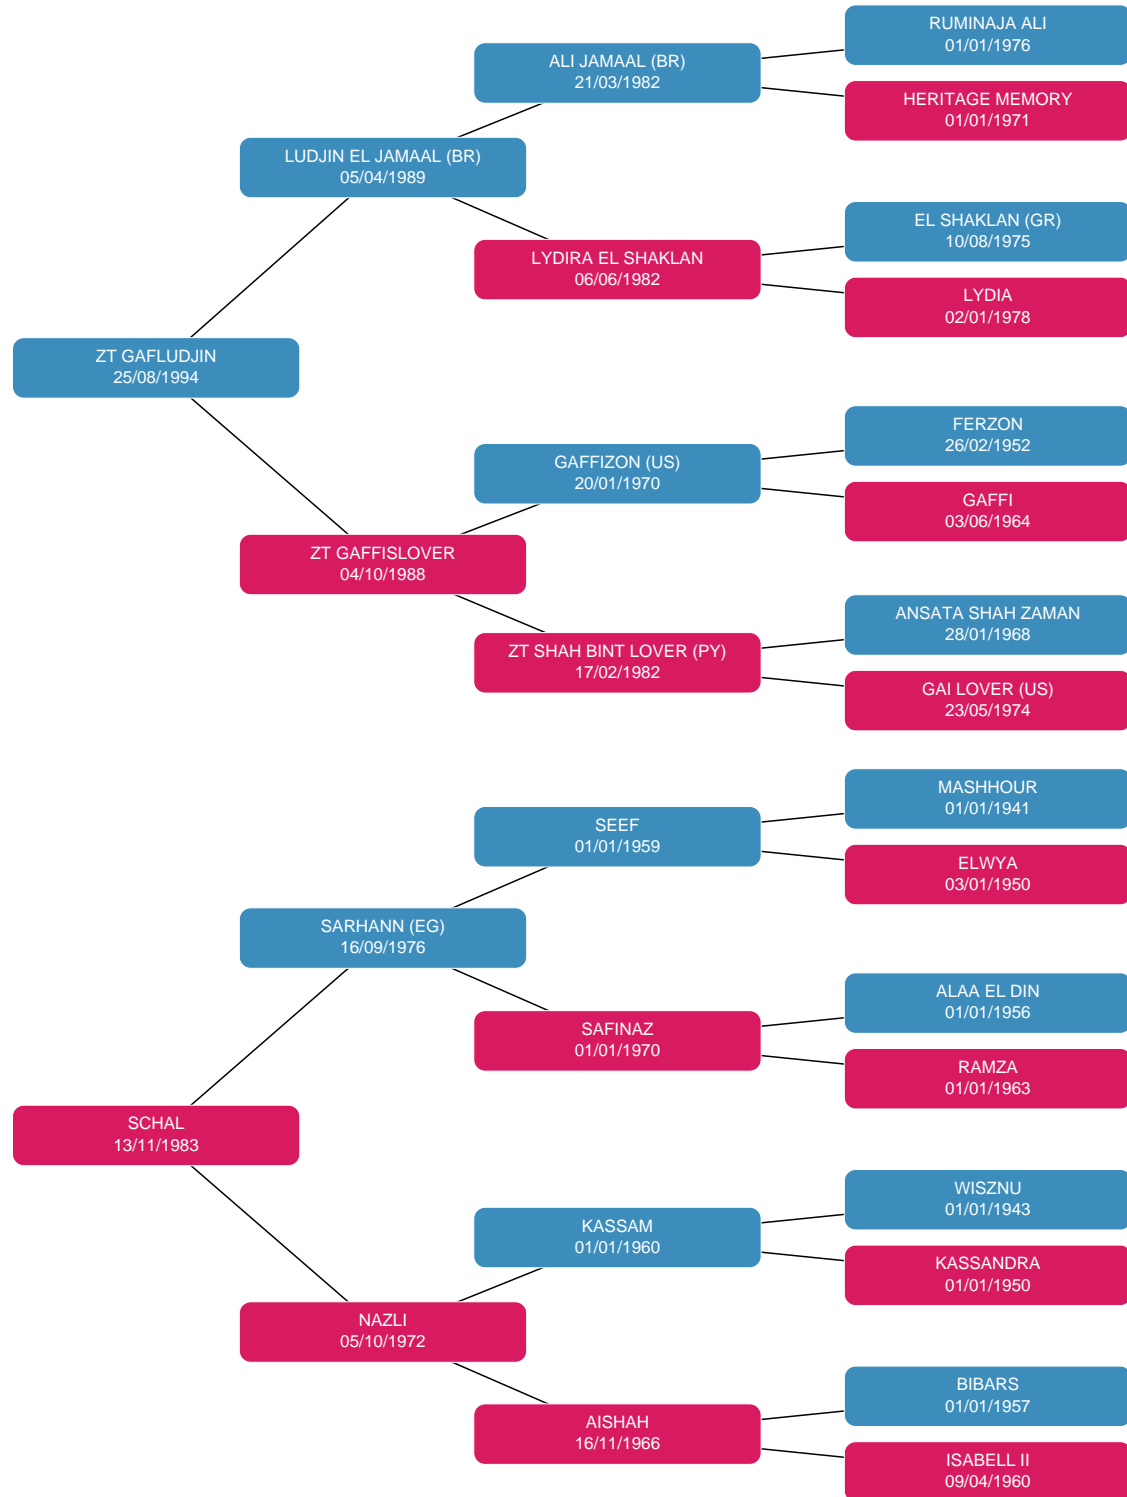 RUMINAJA ALI
01/01/1976
ALI JAMAAL (BR)
21/03/1982
HERITAGE MEMORY
01/01/1971
LUDJIN EL JAMAAL (BR)
05/04/1989
EL SHAKLAN (GR)
10/08/1975
LYDIRA EL SHAKLAN
06/06/1982
LYDIA
02/01/1978
ZT GAFLUDJIN
25/08/1994
FERZON
26/02/1952
GAFFIZON (US)
20/01/1970
GAFFI
03/06/1964
ZT GAFFISLOVER
04/10/1988
ANSATA SHAH ZAMAN
28/01/1968
ZT SHAH BINT LOVER (PY)
17/02/1982
GAI LOVER (US)
23/05/1974
MASHHOUR
01/01/1941
SEEF
01/01/1959
ELWYA
03/01/1950
SARHANN (EG)
16/09/1976
ALAA EL DIN
01/01/1956
SAFINAZ
01/01/1970
RAMZA
01/01/1963
SCHAL
13/11/1983
WISZNU
01/01/1943
KASSAM
01/01/1960
KASSANDRA
01/01/1950
NAZLI
05/10/1972
BIBARS
01/01/1957
AISHAH
16/11/1966
ISABELL II
09/04/1960